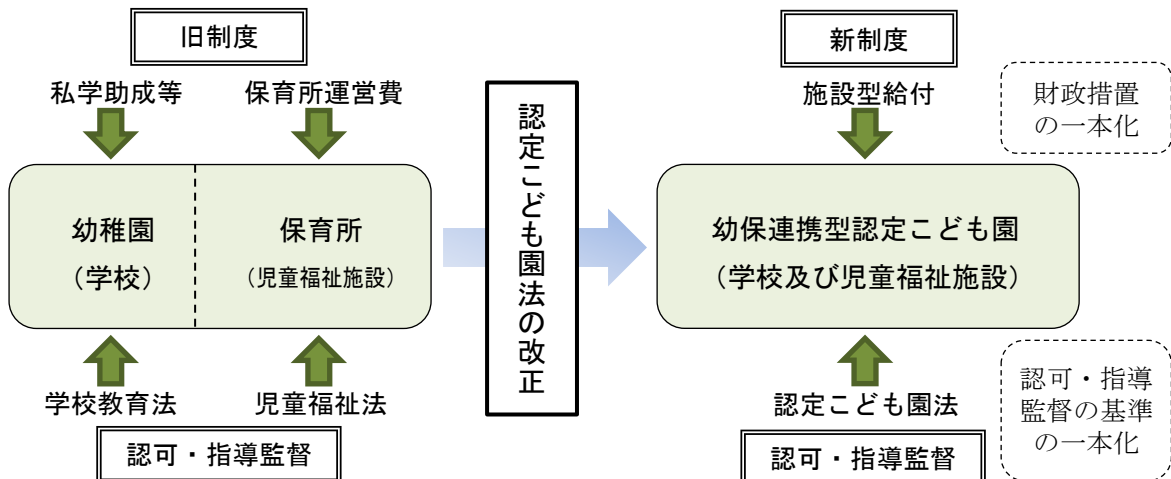 旧制度
私学助成等
保育所運営費
幼稚園
(学校)
保育所
(児童福祉施設)
学校教育法
児童福祉法
認可・指導監督
認定こども園法の改正
新制度
施設型給付
財政措置
の一本化
幼保連携型認定こども園
(学校及び児童福祉施設)
認定こども園法
認可・指導監督
認可・指導
監督の基準
の一本化